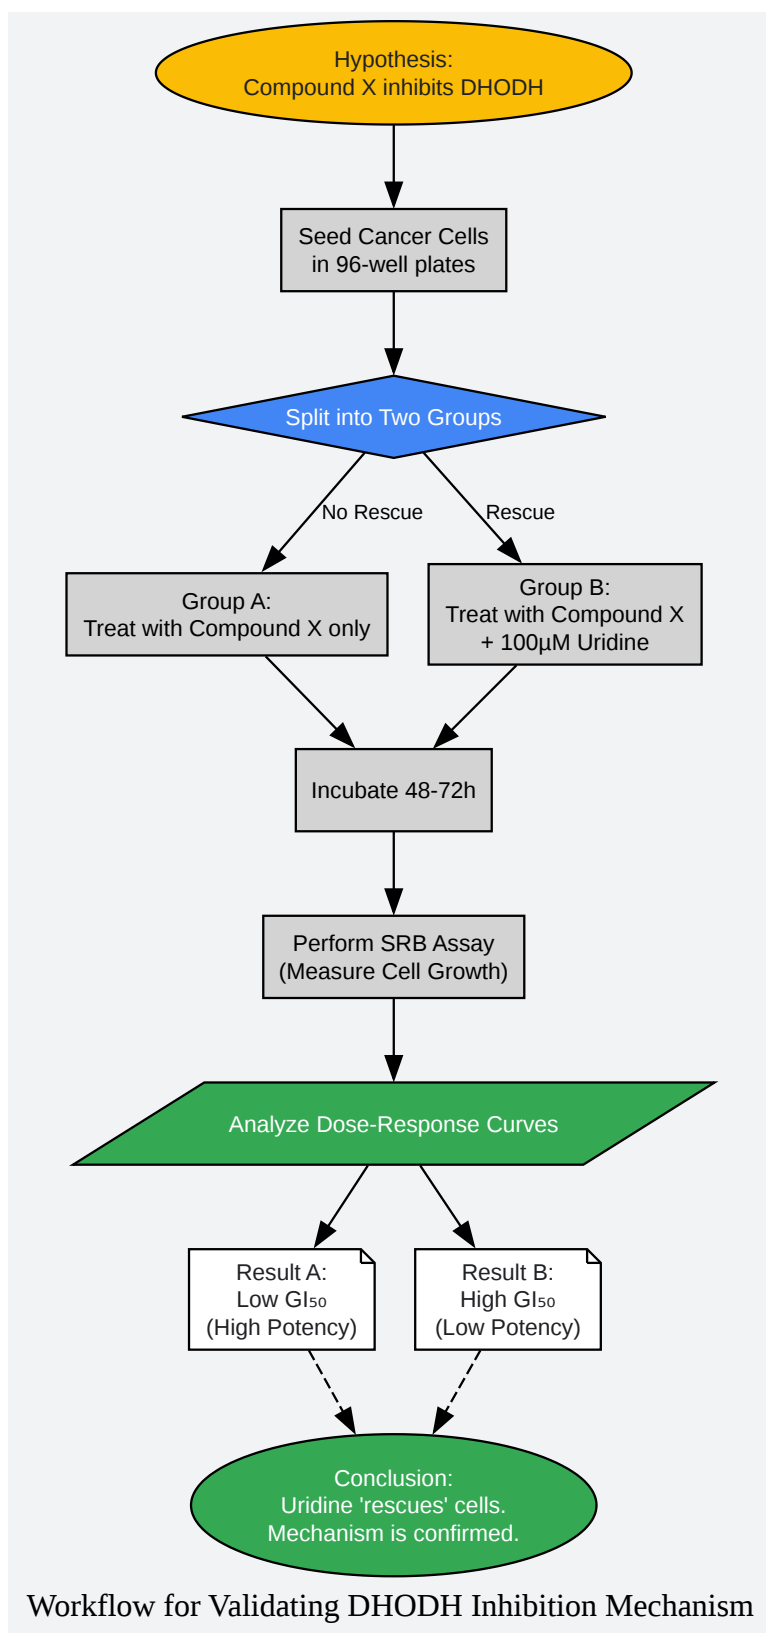 Hypothesis:
Compound X inhibits DHODH
Seed Cancer Cells
in 96-well plates
Split into Two Groups
No Rescue
Rescue
Group A:
Treat with Compound X only
Group B:
Treat with Compound X
+ 100µM Uridine
Incubate 48-72h
Perform SRB Assay
(Measure Cell Growth)
Analyze Dose-Response Curves
Result A:
Low GI₅₀
(High Potency)
Result B:
High GI₅₀
(Low Potency)
Conclusion:
Uridine 'rescues' cells.
Mechanism is confirmed.
Workflow for Validating DHODH Inhibition Mechanism